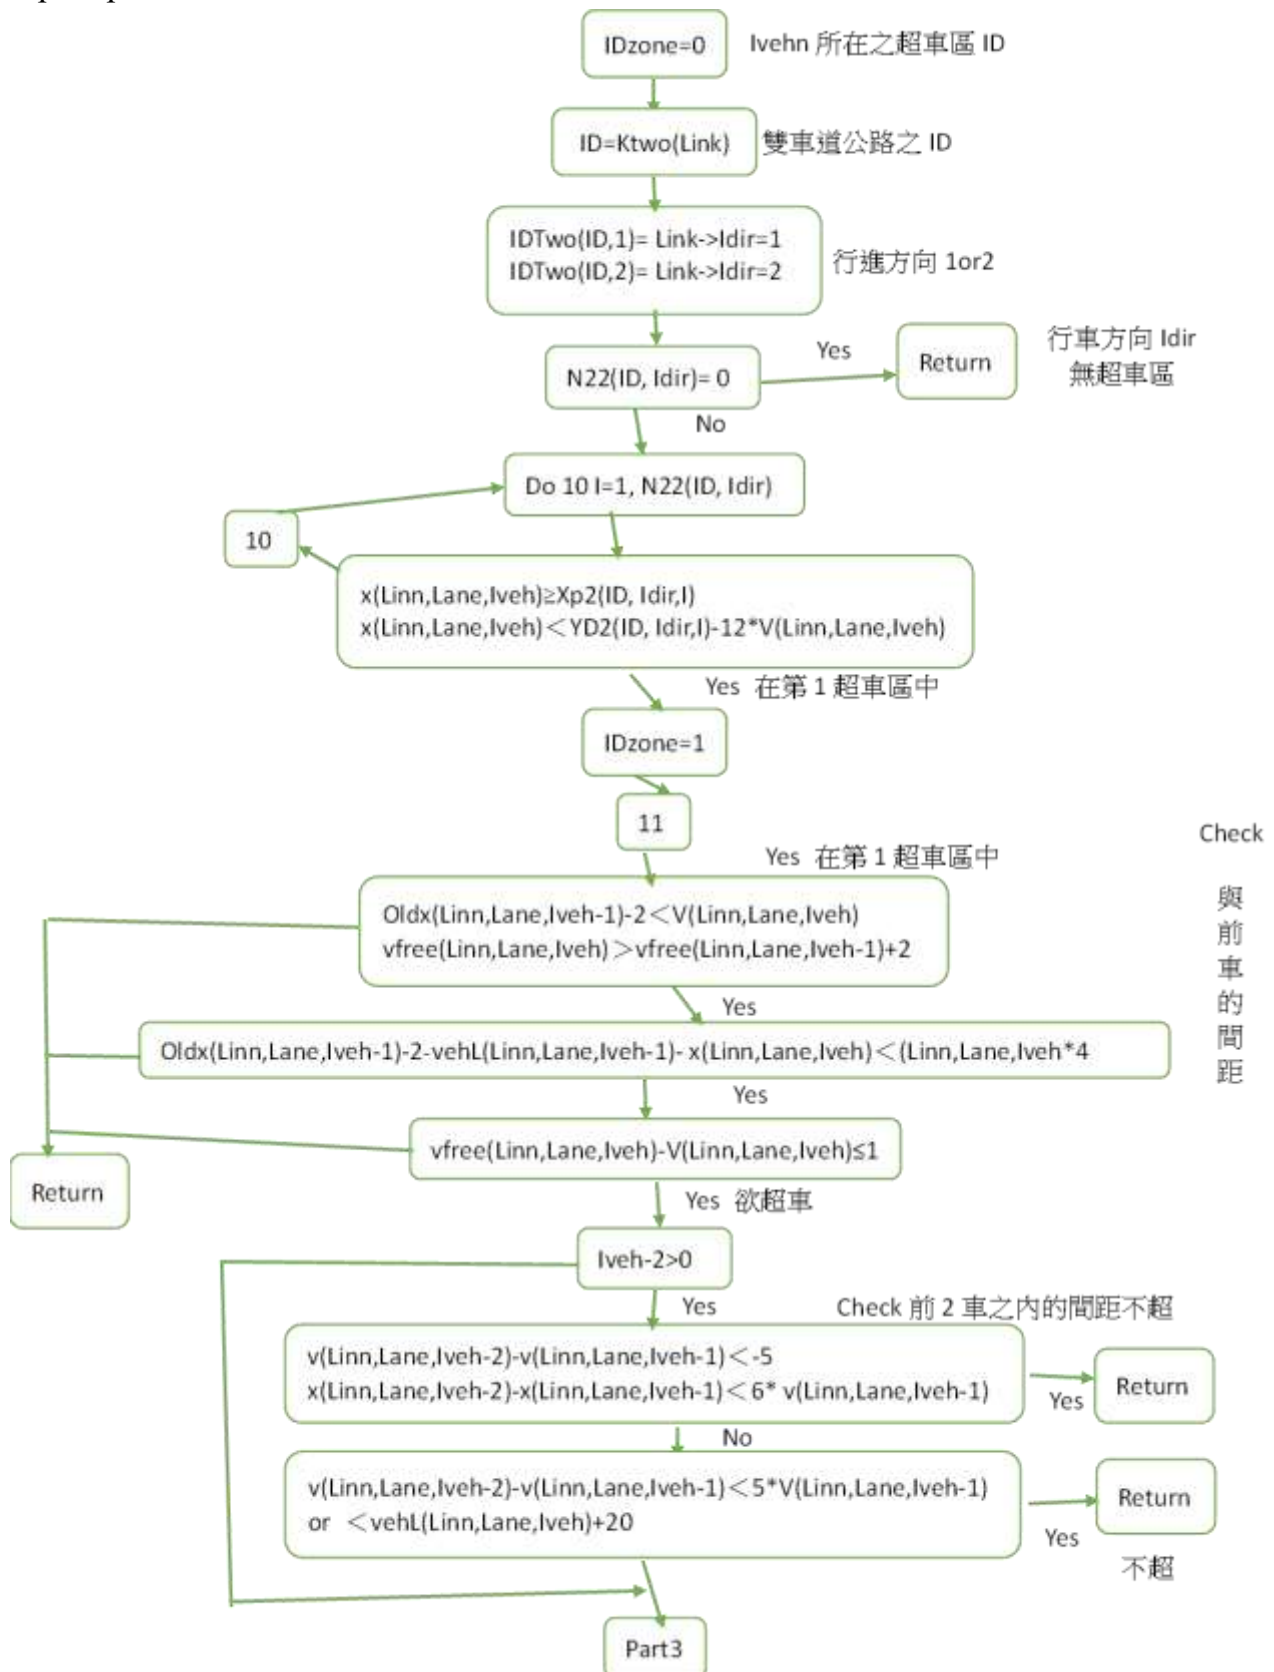 IDzone=0
Ivehn 所在之超車區 ID
ID=Ktwo(Link)
雙車道公路之 ID
IDTwo(ID,1)= Link->Idir=1
IDTwo(ID,2)= Link->Idir=2
行進方向 1or2
N22(ID, Idir)= 0
Yes
Return
行車方向 Idir
無超車區
No
Do 10 I=1, N22(ID, Idir)
10
x(Linn,Lane,Iveh)≥Xp2(ID, Idir,I)
x(Linn,Lane,Iveh)＜YD2(ID, Idir,I)-12*V(Linn,Lane,Iveh)
Yes 在第 1 超車區中
IDzone=1
11
Yes 在第 1 超車區中
Check
與
前
車
的
間
距
Oldx(Linn,Lane,Iveh-1)-2＜V(Linn,Lane,Iveh)
vfree(Linn,Lane,Iveh)＞vfree(Linn,Lane,Iveh-1)+2
Yes
Oldx(Linn,Lane,Iveh-1)-2-vehL(Linn,Lane,Iveh-1)- x(Linn,Lane,Iveh)＜(Linn,Lane,Iveh*4
Yes
vfree(Linn,Lane,Iveh)-V(Linn,Lane,Iveh)≤1
Return
Yes 欲超車
Iveh-2>0
Yes
Check 前 2 車之內的間距不超
v(Linn,Lane,Iveh-2)-v(Linn,Lane,Iveh-1)＜-5
x(Linn,Lane,Iveh-2)-x(Linn,Lane,Iveh-1)＜6* v(Linn,Lane,Iveh-1)
Yes
Return
No
v(Linn,Lane,Iveh-2)-v(Linn,Lane,Iveh-1)＜5*V(Linn,Lane,Iveh-1)
or ＜vehL(Linn,Lane,Iveh)+20
Yes
Return
不超
Part3